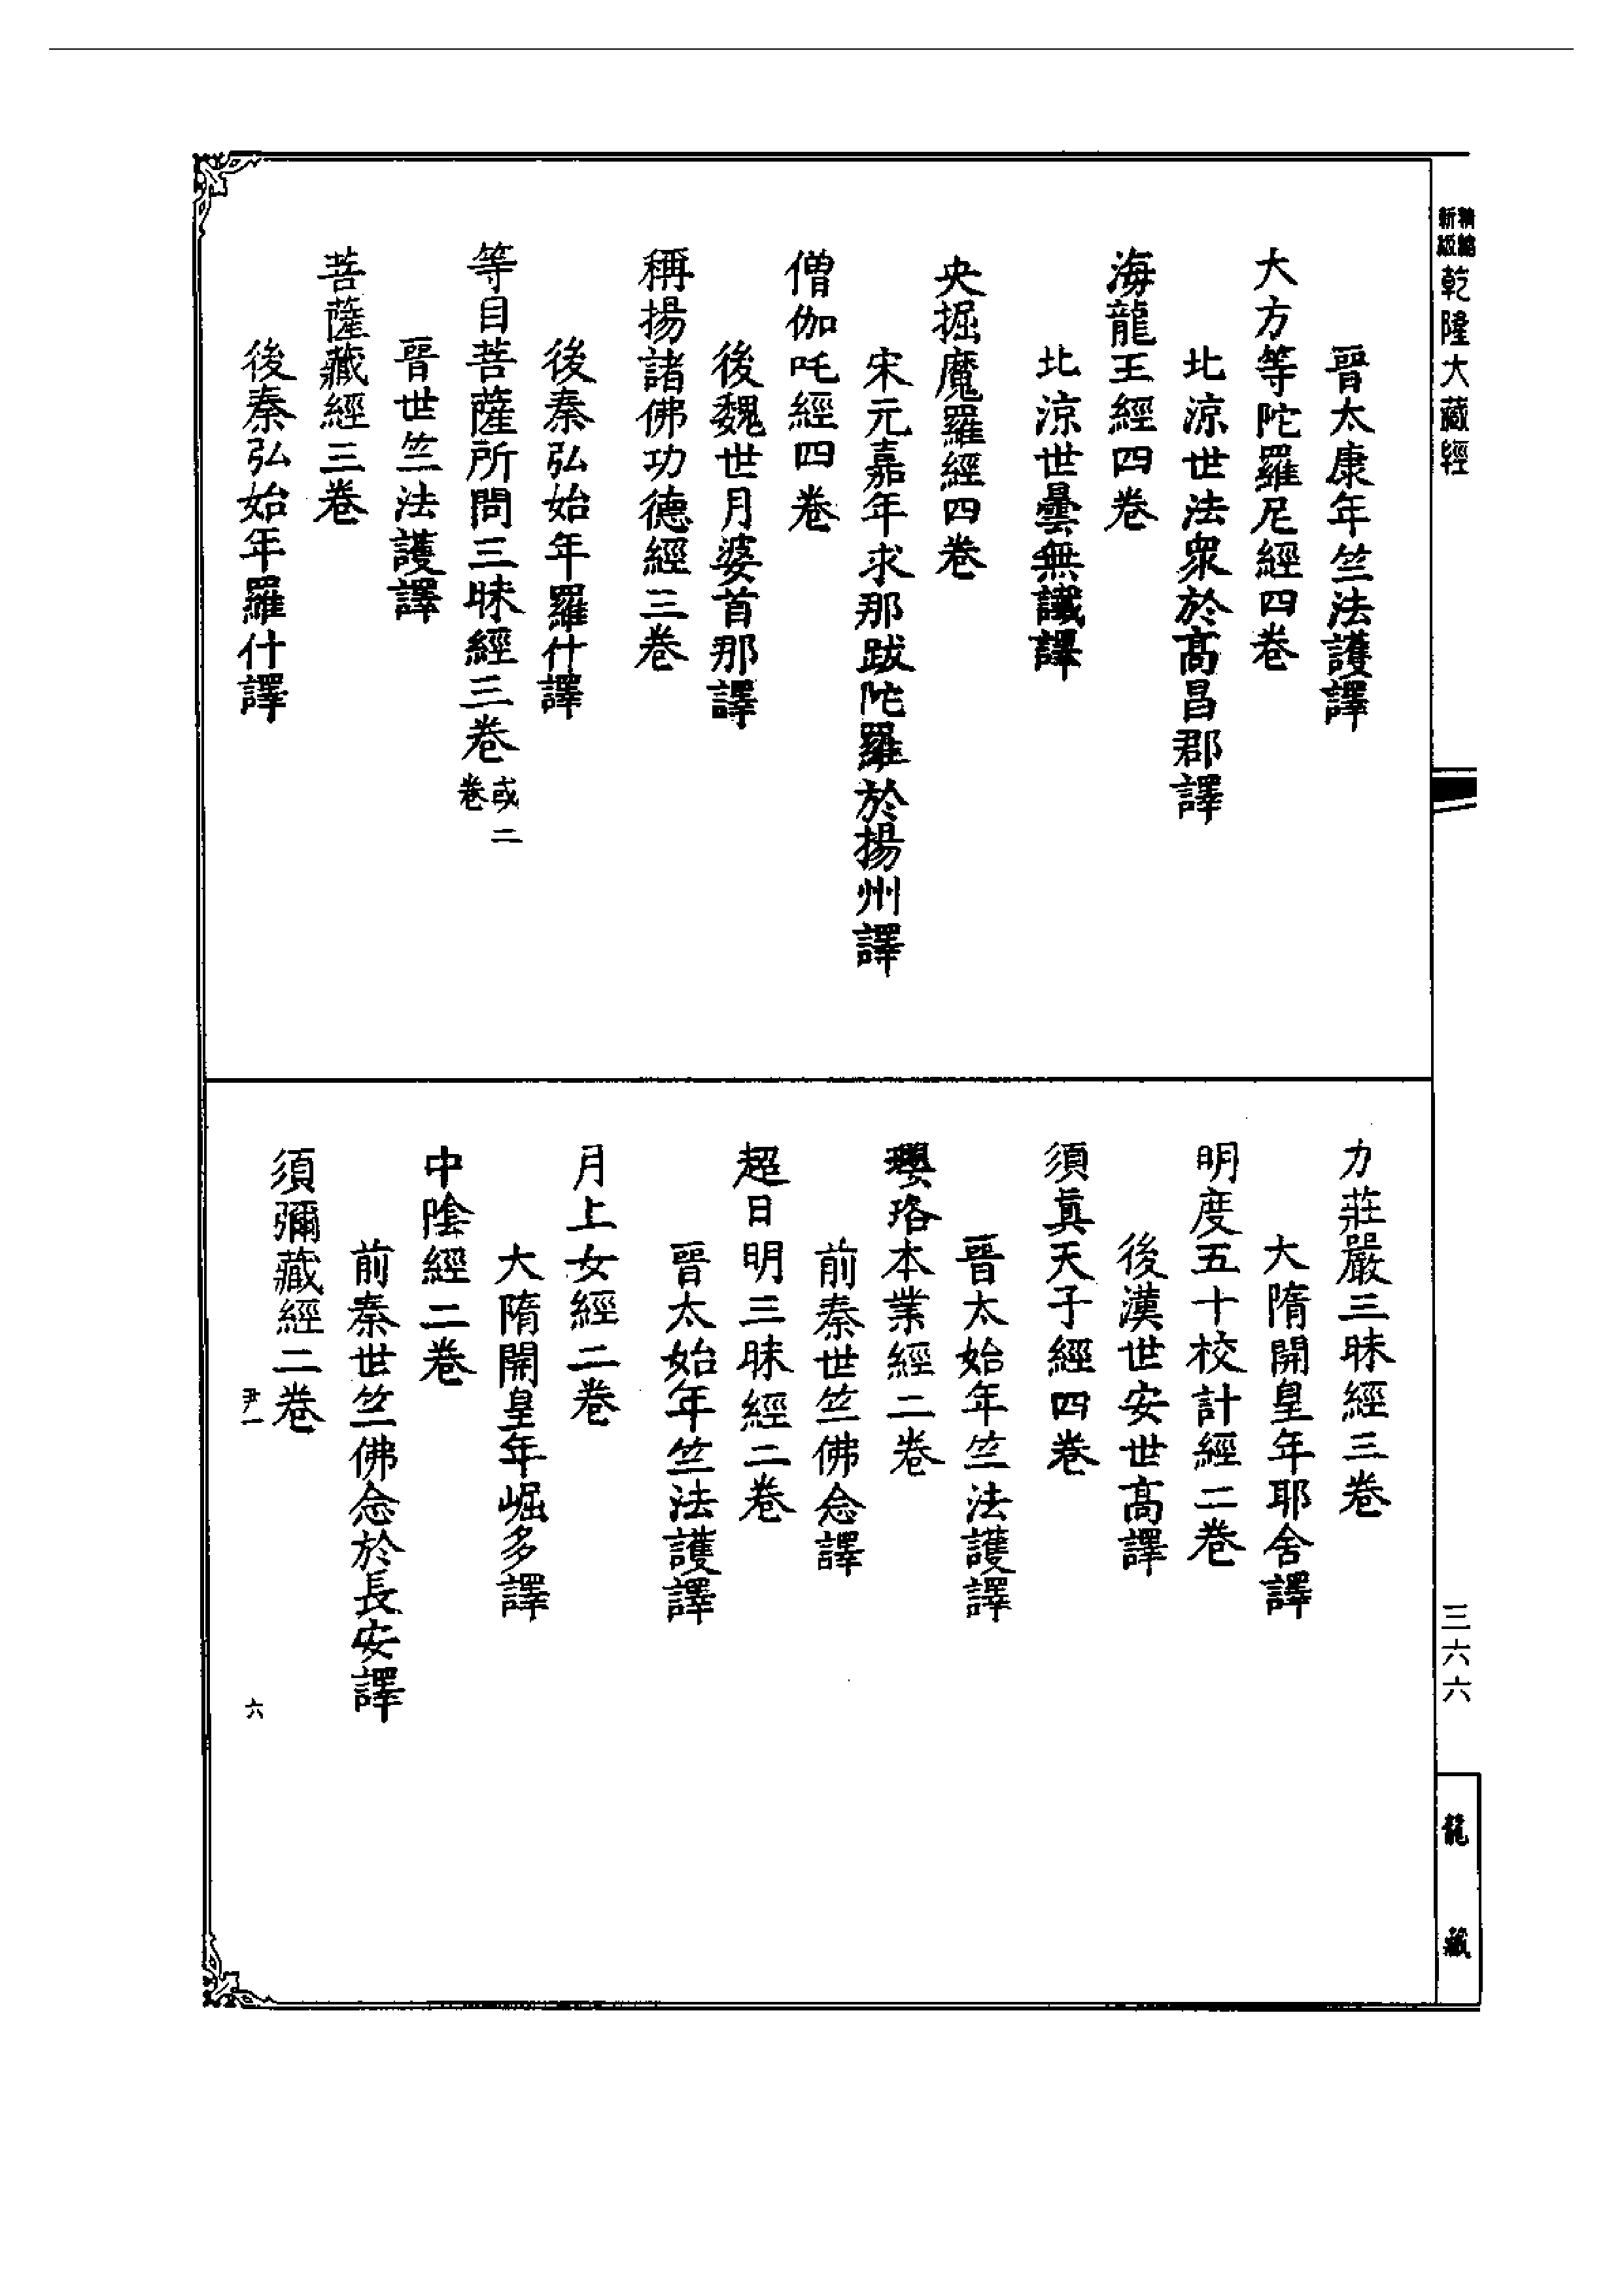 新編
精版
乾隆大藏經
晉太康年竺法護譯
大方等陀羅尼經四卷
北涼世法衆於高昌郡譯
海龍王經四卷
北涼世曇無讖譯
央掘魔羅經四卷
宋元嘉年求那跋陀羅於揚州譯
僧伽吒經四卷
後魏世月婆首那譯
稱揚諸佛功德經三卷
後秦弘始年羅什譯
等目菩薩所問三昧經三卷或二卷
晉世竺法護譯
菩薩藏經三卷
後秦弘始年羅什譯
力莊嚴三昧經三卷
大隋開皇年耶舍譯
明度五十校計經二卷
後漢世安世高譯
須真天子經四卷
晉太始年竺法護譯
瓔珞本業經二卷
前秦世竺佛念譯
超日明三昧經二卷
晉太始年竺法護譯
月上女經二卷
大隋開皇年崛多譯
中陰經二卷
前秦世竺佛念於長安譯
須彌藏經二卷
尹一
六
三六六
龍藏